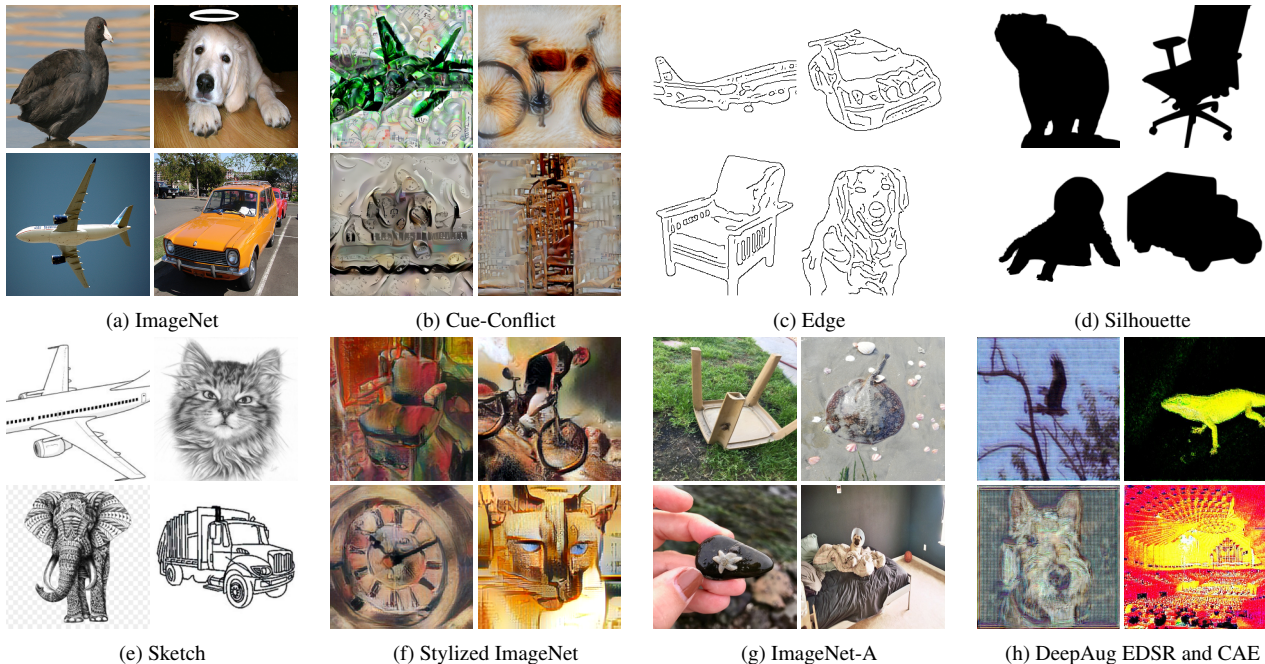 (a) ImageNet
(b) Cue-Conflict
(c) Edge
(d) Silhouette
(e) Sketch
(f) Stylized ImageNet
(g) ImageNet-A
(h) DeepAug EDSR and CAE